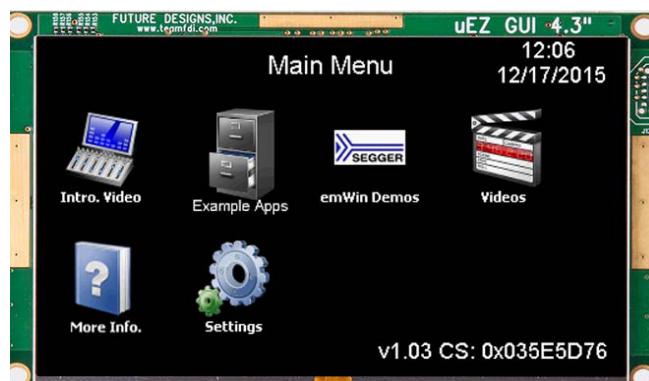 FUTURE DESIGNS,INC.
www.teamfdi.com
uEZ GUI 4.3"
Main Menu
12:06
12/17/2015
SEGGER
Intro. Video
Example Apps
emWin Demos
Videos
More Info.
Settings
v1.03 CS: 0x035E5D76